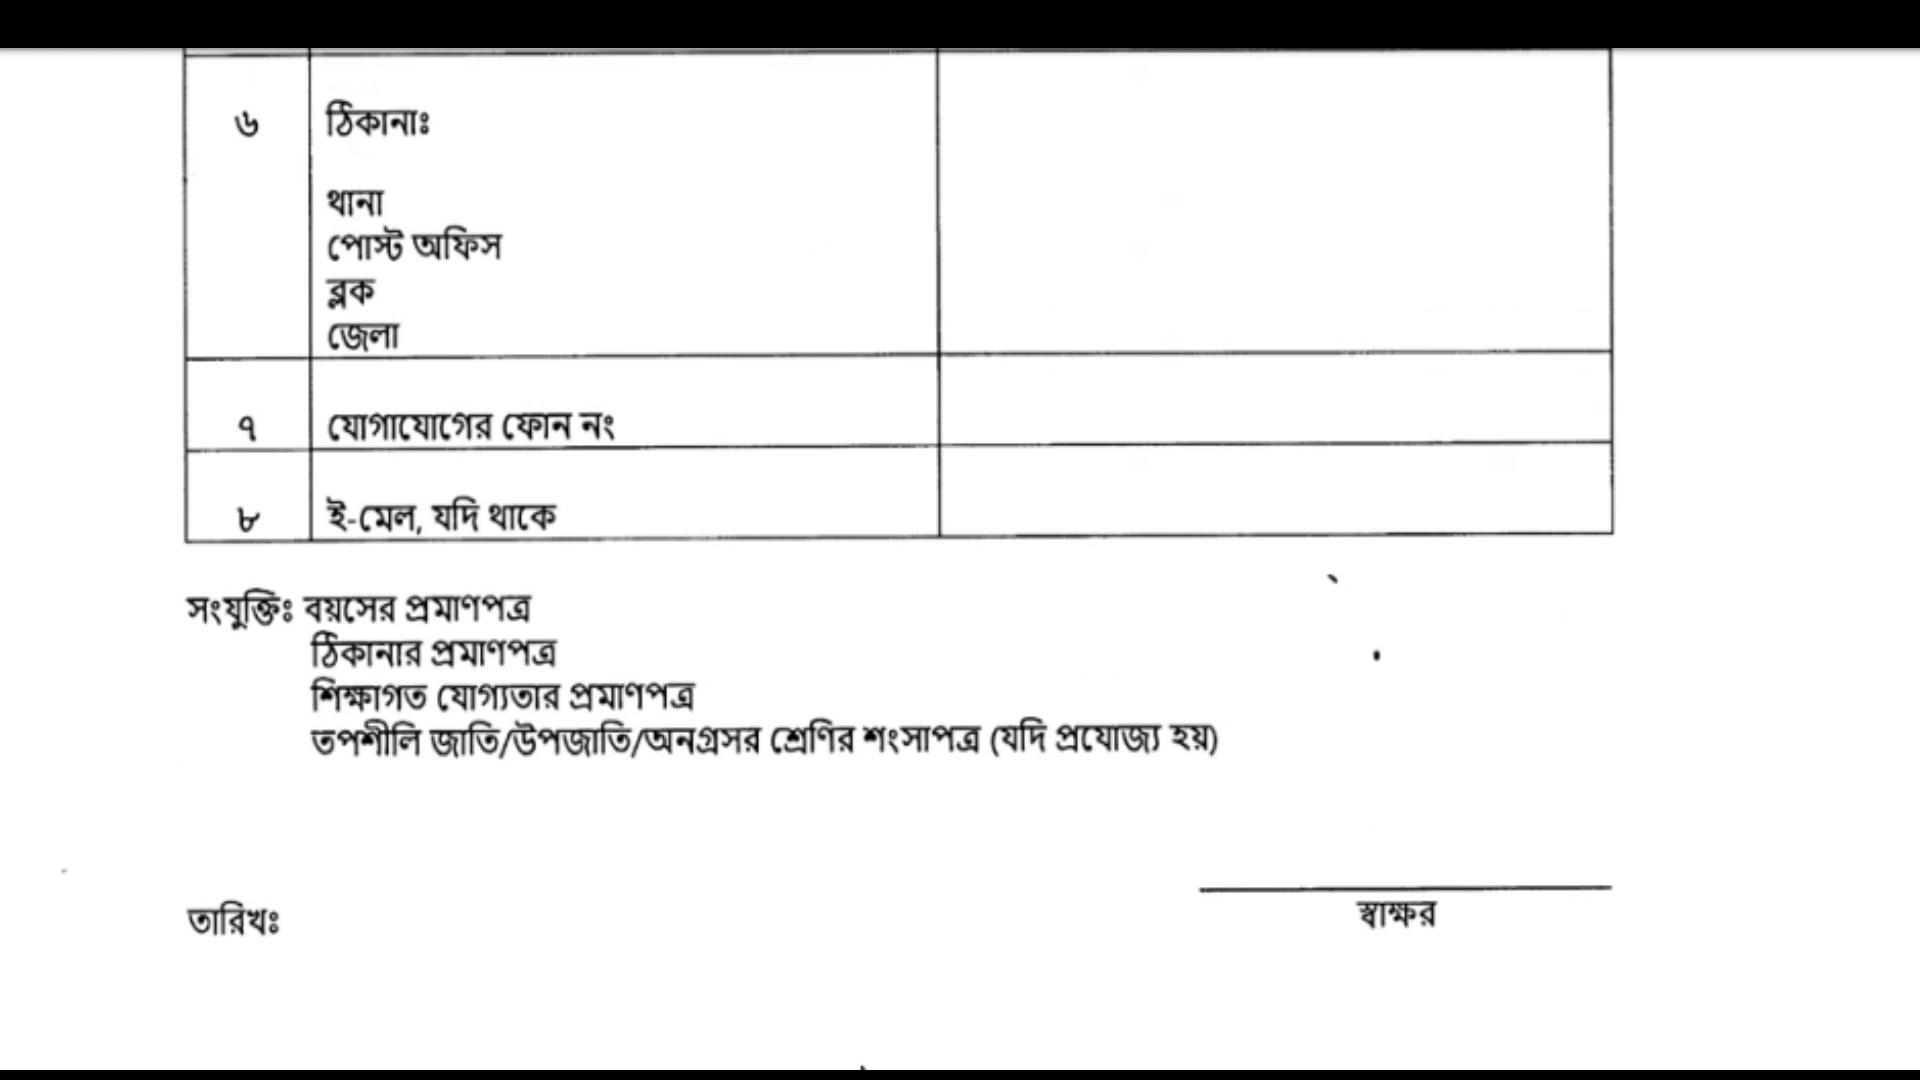 ৬ ঠিকানাঃ
থানা
পোস্ট অফিস
ব্লক
জেলা
৭ যোগাযোগের ফোন নং
৮ ই-মেল, যদি থাকে
সংযুক্তিঃ বয়সের প্রমাণপত্র
ঠিকানার প্রমাণপত্র
শিক্ষাগত যোগ্যতার প্রমাণপত্র
তপশীলি জাতি/উপজাতি/অনগ্রসর শ্রেণির শংসাপত্র (যদি প্রযোজ্য হয়)
তারিখঃ
স্বাক্ষর